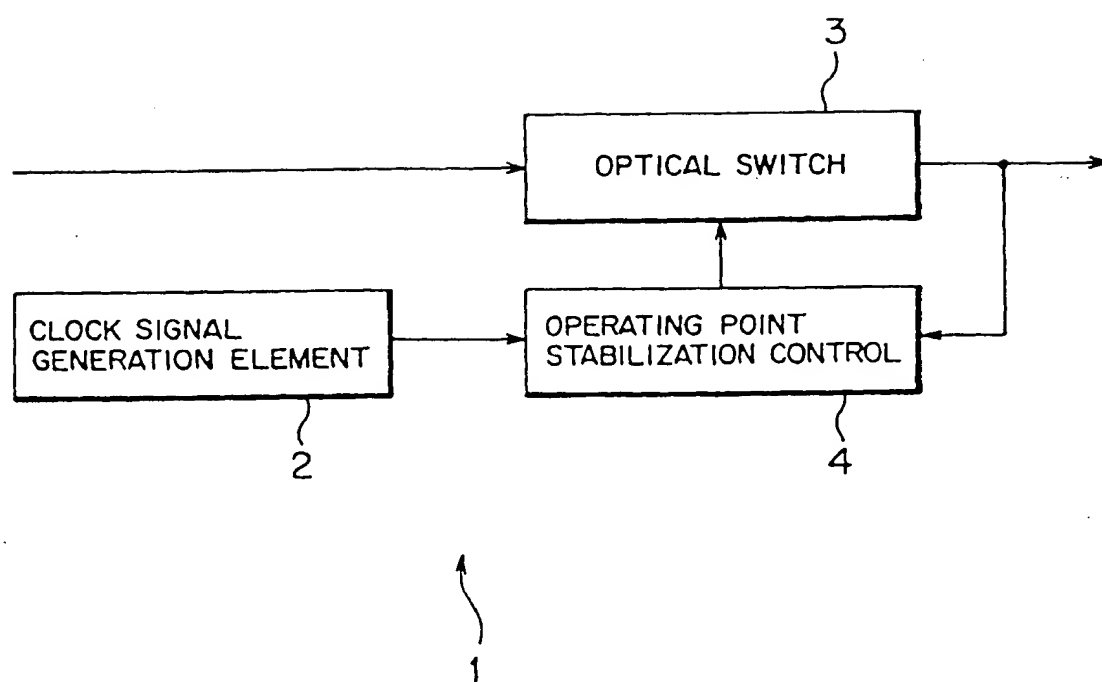 3
OPTICAL SWITCH
CLOCK SIGNAL
GENERATION ELEMENT
OPERATING POINT
STABILIZATION CONTROL
2
4
1